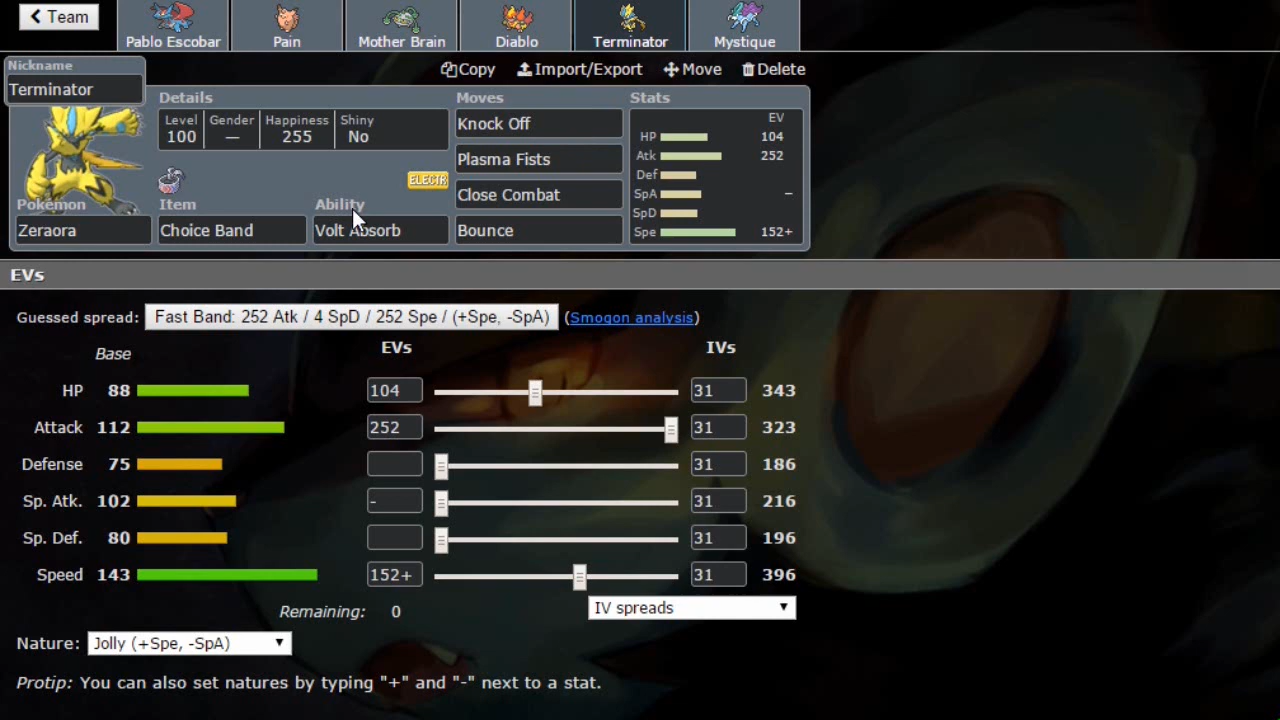 Team
Pablo Escobar
Pain
Mother Brain
Diablo
Terminator
Mystique
Copy
Import/Export
Move
Delete
Nickname
Terminator
Details
Level
100
Gender
—
Happiness
255
Shiny
No
ELECTR
Pokémon
Zeraora
Item
Choice Band
Ability
Volt Absorb
Moves
Knock Off
Plasma Fists
Close Combat
Bounce
Stats
EV
HP 104
Atk 252
Def
SpA –
SpD
Spe 152+
EVs
Guessed spread: Fast Band: 252 Atk / 4 SpD / 252 Spe / (+Spe, -SpA) (Smogon analysis)
Base EVs IVs
HP 88 104 31 343
Attack 112 252 31 323
Defense 75 31 186
Sp. Atk. 102 - 31 216
Sp. Def. 80 31 196
Speed 143 152+ 31 396
Remaining: 0
IV spreads
Nature: Jolly (+Spe, -SpA)
Protip: You can also set natures by typing "+" and "-" next to a stat.